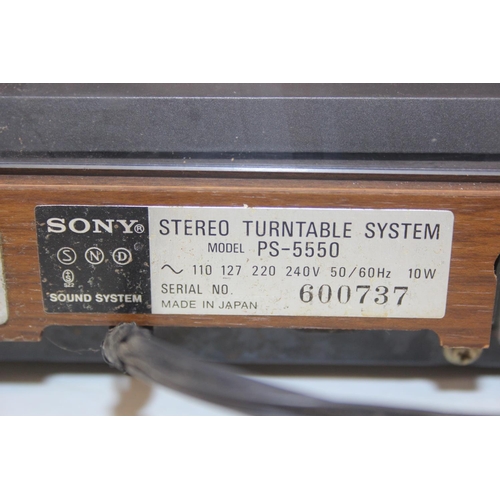 SONY®
S N D
SOUND SYSTEM
STEREO TURNTABLE SYSTEM
MODEL PS-5550
~ 110 127 220 240V 50/60Hz 10W
SERIAL NO. 600737
MADE IN JAPAN